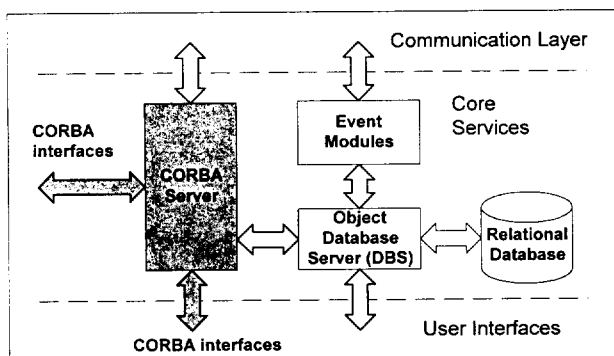 Communication Layer
Core
Services
CORBA
interfaces
Event
Modules
CORBA
Server
Object
Database
Server (DBS)
Relational
Database
CORBA interfaces
User Interfaces